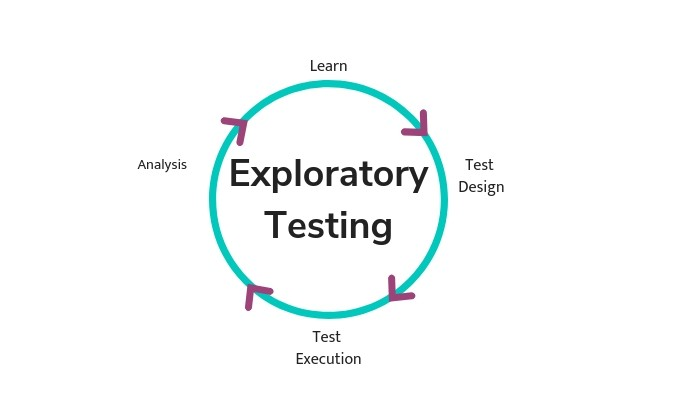 Learn
Analysis
Exploratory
Testing
Test
Design
Test
Execution